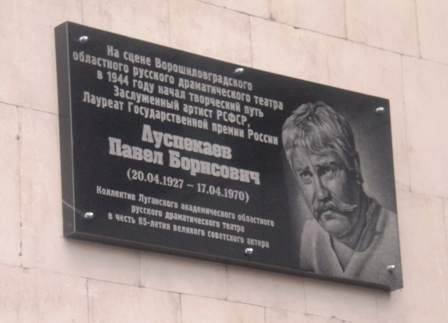 На сцене Ворошиловградского
областного русского драматического театра
в 1944 году начал творческий путь
Заслуженный артист РСФСР,
Лауреат Государственной премии России
Луспекаев
Павел Борисович
(20.04.1927 – 17.04.1970)
Коллектив Луганского академического областного
русского драматического театра
в честь 85-летия великого советского актера